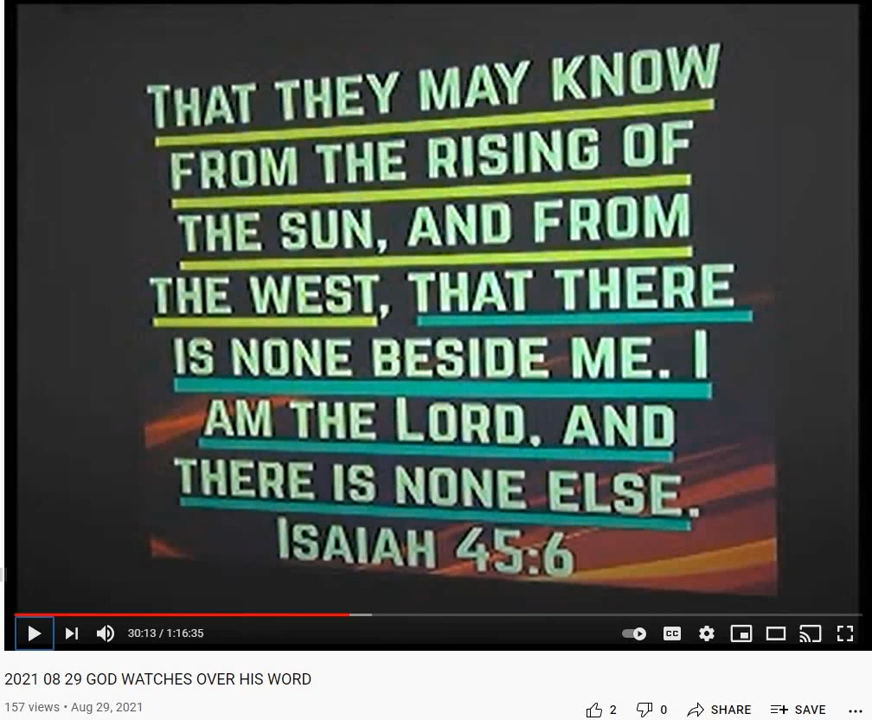 THAT THEY MAY KNOW
FROM THE RISING OF
THE SUN, AND FROM
THE WEST, THAT THERE
IS NONE BESIDE ME. I
AM THE LORD, AND
THERE IS NONE ELSE.
ISAIAH 45:6
30:13 / 1:16:35
CC
2021 08 29 GOD WATCHES OVER HIS WORD
157 views • Aug 29, 2021
2 0 SHARE SAVE